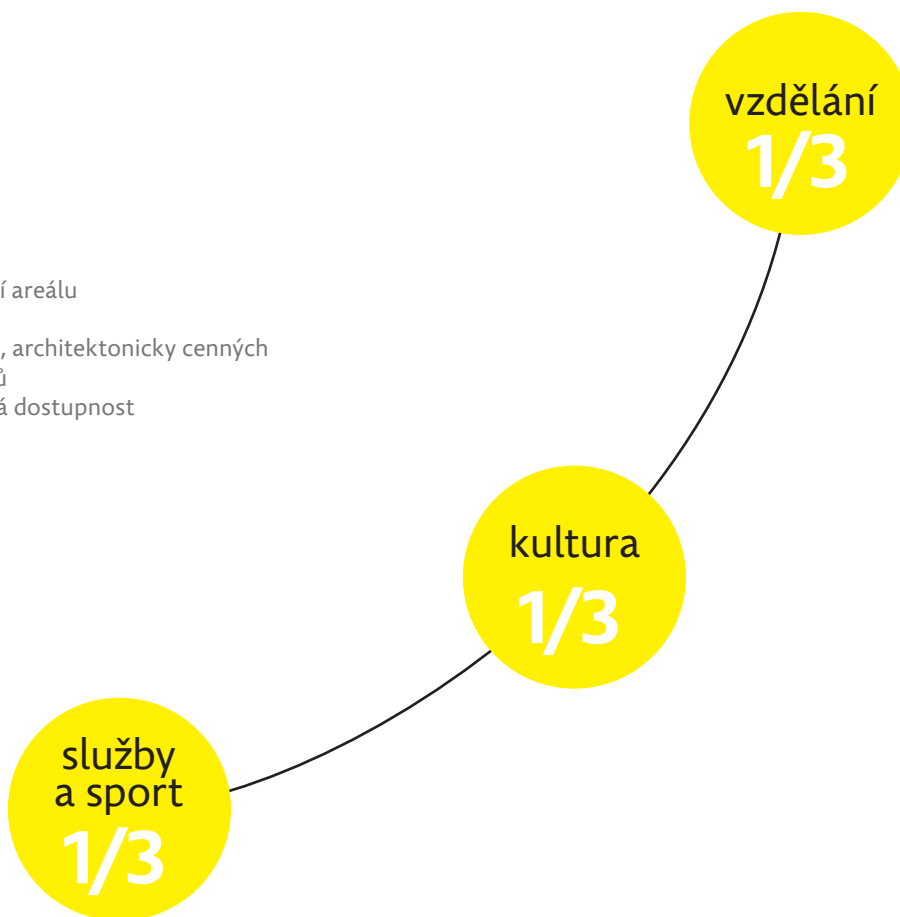 vzdělání
1/3
í areálu
, architektonicky cenných
ů
á dostupnost
kultura
1/3
služby
a sport
1/3